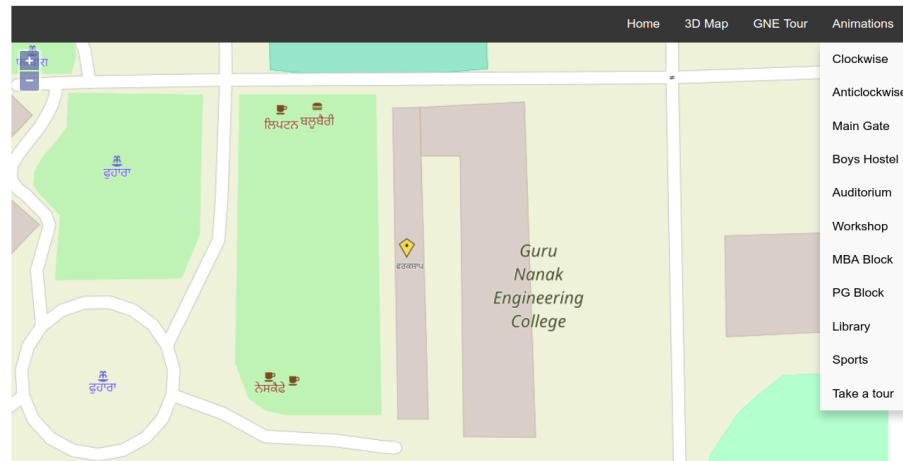 Home 3D Map GNE Tour Animations
Clockwise
Anticlockwise
Main Gate
Boys Hostel
Auditorium
Workshop
MBA Block
PG Block
Library
Sports
Take a tour
+
−
ਲਿਪਟਨ ਬਲੂਬੈਰੀ
ਫੁਹਾਰਾ
ਵਰਕਸ਼ਾਪ
Guru
Nanak
Engineering
College
ਨੇਸਕੈਫੇ
ਫੁਹਾਰਾ